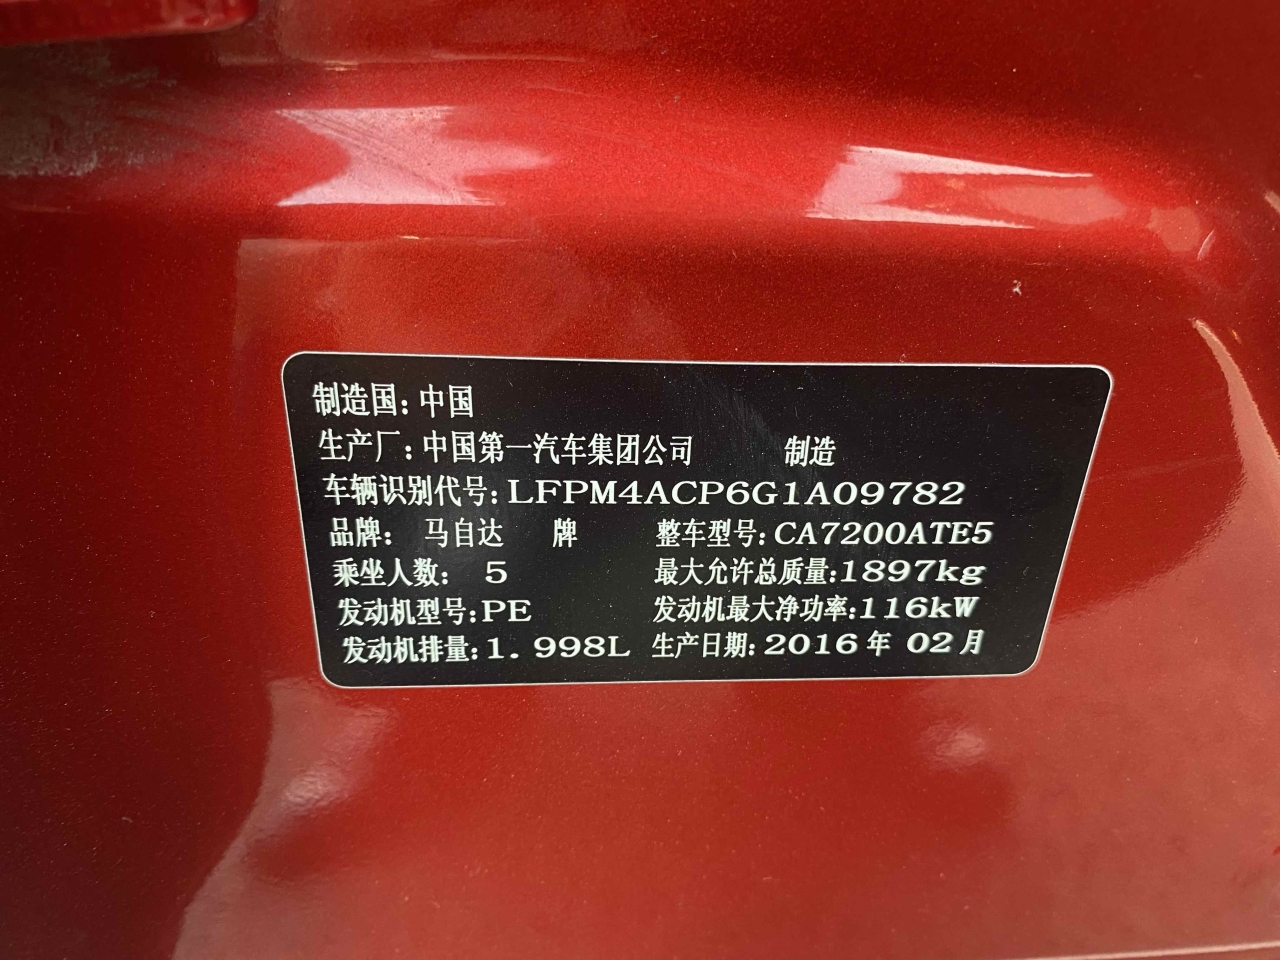 制造国：中国
生产厂：中国第一汽车集团公司 制造
车辆识别代号：LFPM4ACP6G1A09782
品牌： 马自达 牌 整车型号：CA7200ATE5
乘坐人数： 5 最大允许总质量：1897kg
发动机型号：PE 发动机最大净功率：116kW
发动机排量：1.998L 生产日期：2016年 02月